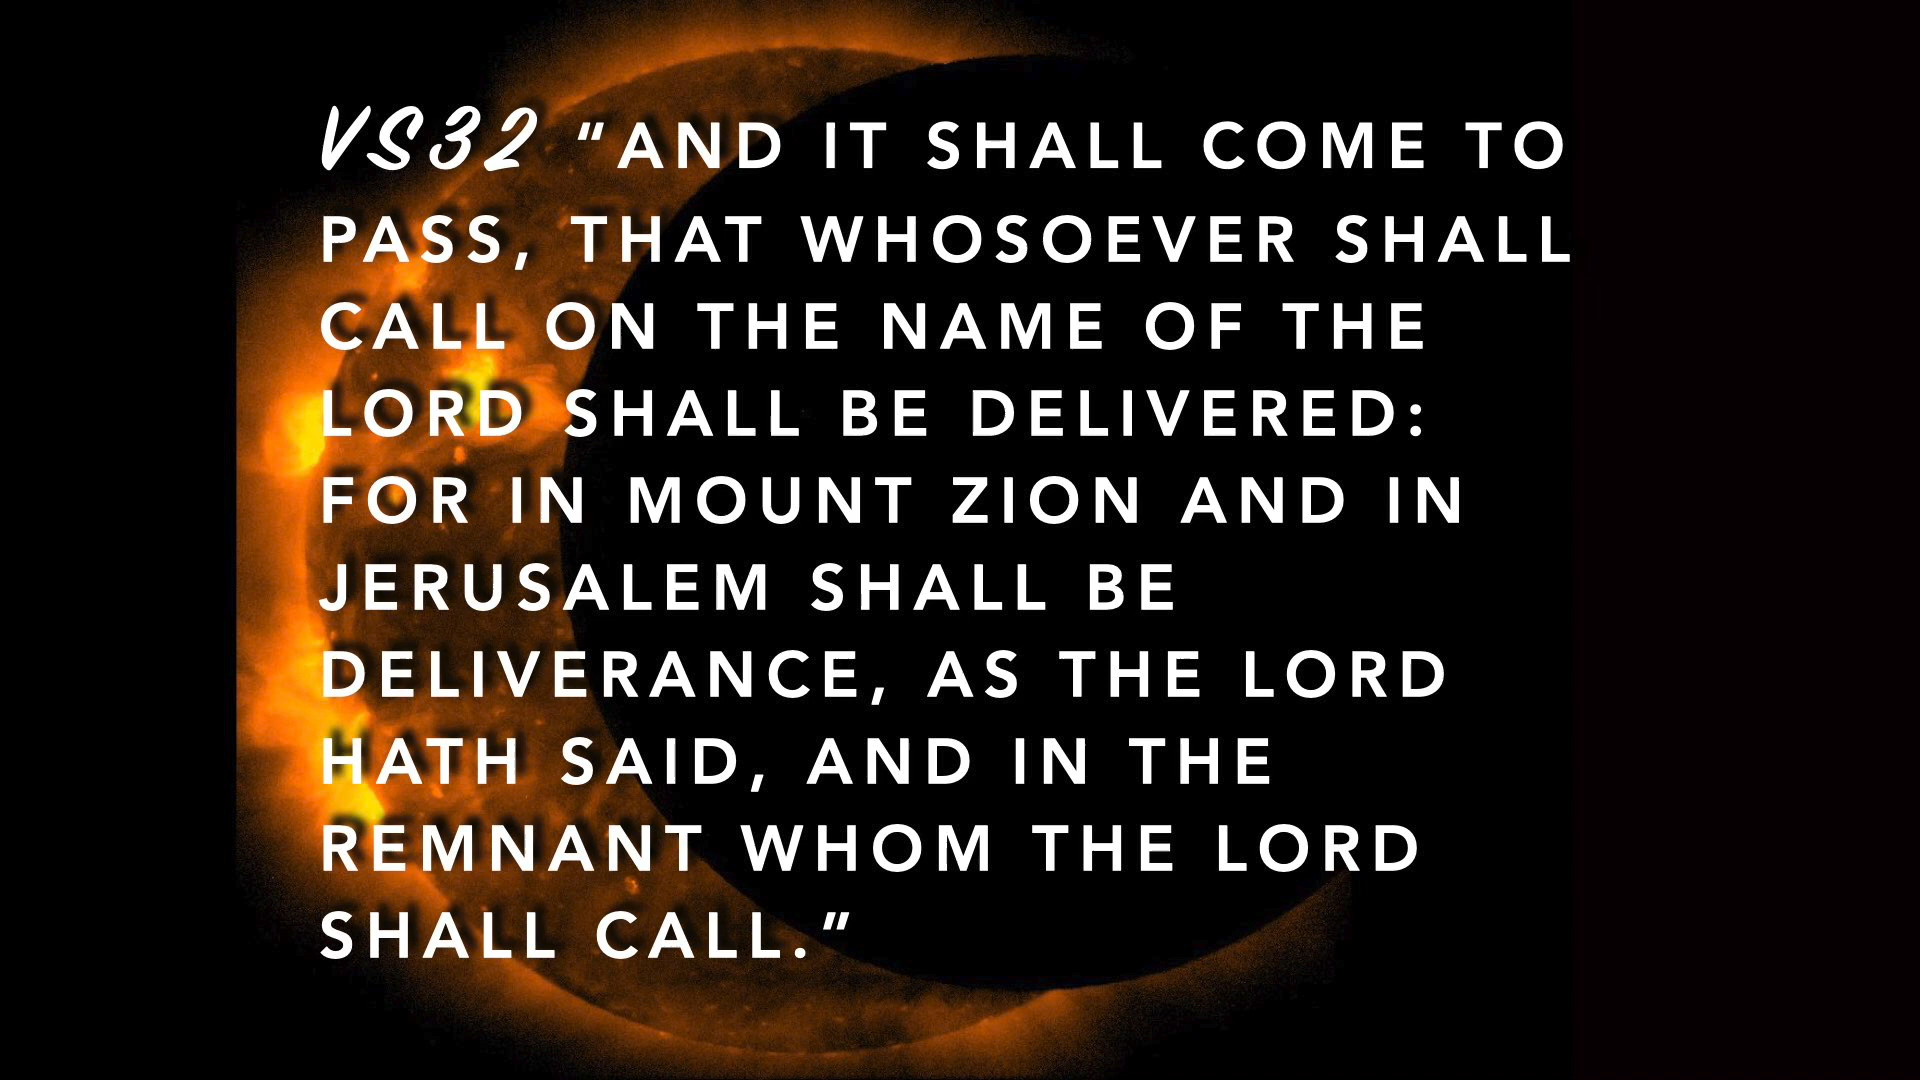 VS32 "AND IT SHALL COME TO
PASS, THAT WHOSOEVER SHALL
CALL ON THE NAME OF THE
LORD SHALL BE DELIVERED:
FOR IN MOUNT ZION AND IN
JERUSALEM SHALL BE
DELIVERANCE, AS THE LORD
HATH SAID, AND IN THE
REMNANT WHOM THE LORD
SHALL CALL."